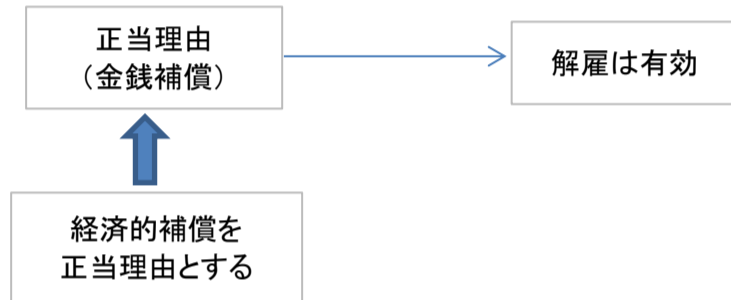 正当理由
（金銭補償）
解雇は有効
経済的補償を
正当理由とする